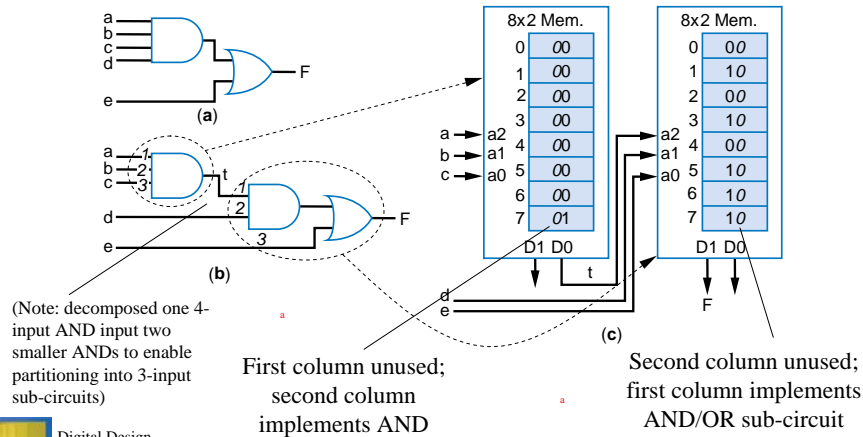 a
b
c
d
e
F
(a)
a
b
c
1
2
3
t
1
2
3
d
e
F
(b)
8x2 Mem.
0 00
1 00
2 00
3 00
4 00
5 00
6 00
7 01
a a2
b a1
c a0
D1 D0
t
d
e
8x2 Mem.
0 00
1 10
2 00
3 10
4 00
5 10
6 10
7 10
a2
a1
a0
D1 D0
F
(c)
(Note: decomposed one 4-
input AND input two
smaller ANDs to enable
partitioning into 3-input
sub-circuits)
a
First column unused;
second column
implements AND
a
Second column unused;
first column implements
AND/OR sub-circuit
Digital Design